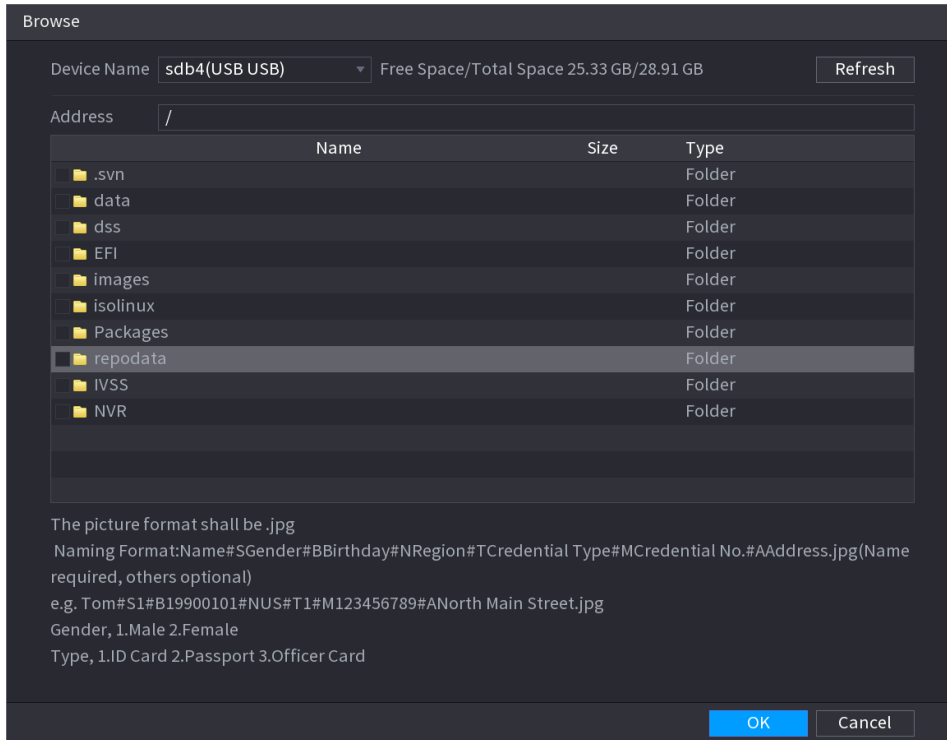 Browse
Device Name sdb4(USB USB) Free Space/Total Space 25.33 GB/28.91 GB Refresh
Address /
Name Size Type
.svn Folder
data Folder
dss Folder
EFI Folder
images Folder
isolinux Folder
Packages Folder
repodata Folder
IVSS Folder
NVR Folder
The picture format shall be .jpg
Naming Format:Name#SGender#BBirthday#NRegion#TCredential Type#MCredential No.#AAddress.jpg(Name
required, others optional)
e.g. Tom#S1#B19900101#NUS#T1#M123456789#ANorth Main Street.jpg
Gender, 1.Male 2.Female
Type, 1.ID Card 2.Passport 3.Officer Card
OK Cancel